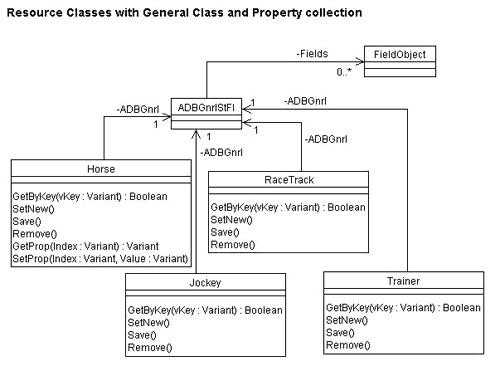 Resource Classes with General Class and Property collection
-Fields
FieldObject
0..*
ADBGnrlStFl
-ADBGnrl
1
-ADBGnrl
1
-ADBGnrl
1
-ADBGnrl
1
Horse
GetByKey(vKey : Variant) : Boolean
SetNew()
Save()
Remove()
GetProp(Index : Variant) : Variant
SetProp(Index : Variant, Value : Variant)
RaceTrack
GetByKey(vKey : Variant) : Boolean
SetNew()
Save()
Remove()
Jockey
GetByKey(vKey : Variant) : Boolean
SetNew()
Save()
Remove()
Trainer
GetByKey(vKey : Variant) : Boolean
SetNew()
Save()
Remove()